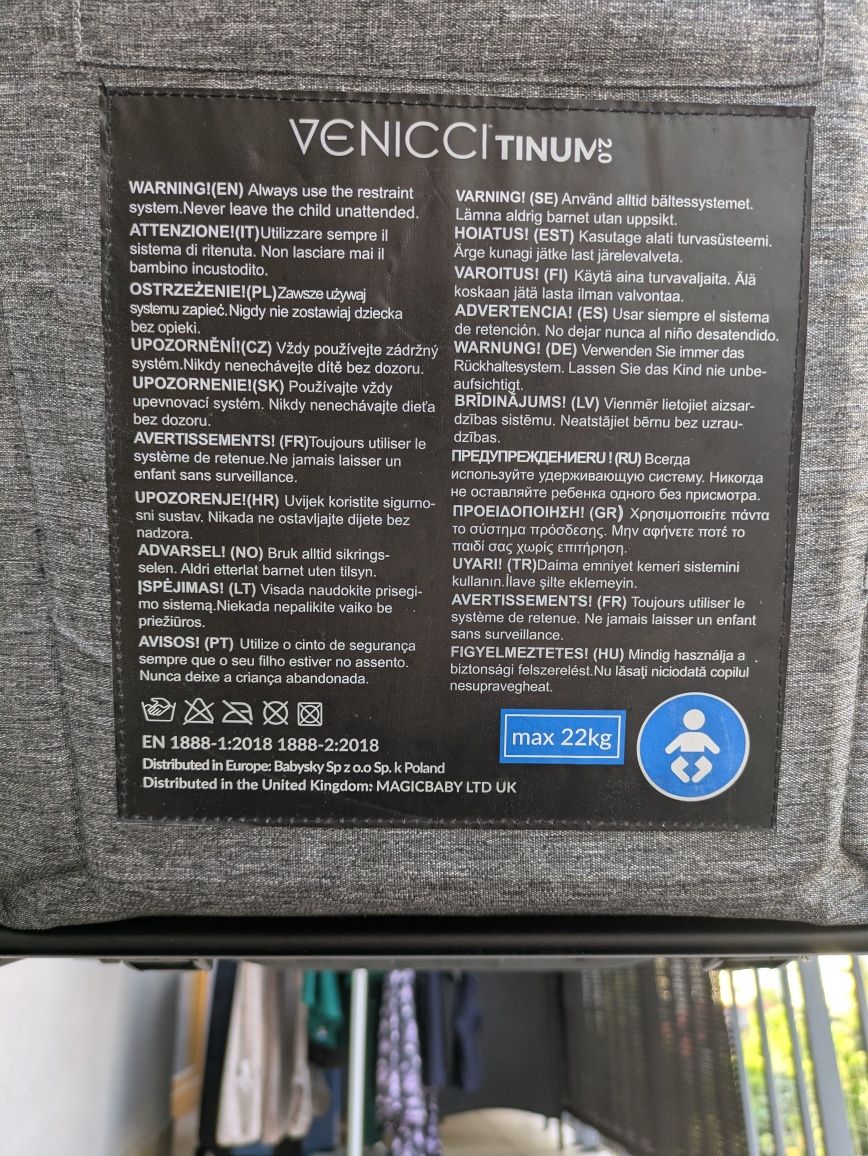 VENICCI TINUM 2.0
WARNING!(EN) Always use the restraint
system.Never leave the child unattended.
ATTENZIONE!(IT)Utilizzare sempre il
sistema di ritenuta. Non lasciare mai il
bambino incustodito.
OSTRZEŻENIE!(PL)Zawsze używaj
systemu zapięć.Nigdy nie zostawiaj dziecka
bez opieki.
UPOZORNĚNÍ!(CZ) Vždy používejte zádržný
systém.Nikdy nenechávejte dítě bez dozoru.
UPOZORNENIE!(SK) Používajte vždy
upevnovací systém. Nikdy nenechávajte dieťa
bez dozoru.
AVERTISSEMENTS! (FR)Toujours utiliser le
système de retenue.Ne jamais laisser un
enfant sans surveillance.
UPOZORENJE!(HR) Uvijek koristite sigurno-
sni sustav. Nikada ne ostavljajte dijete bez
nadzora.
ADVARSEL! (NO) Bruk alltid sikrings-
selen. Aldri etterlat barnet uten tilsyn.
ĮSPĖJIMAS! (LT) Visada naudokite prisegi-
mo sistemą.Niekada nepalikite vaiko be
priežiūros.
AVISOS! (PT) Utilize o cinto de segurança
sempre que o seu filho estiver no assento.
Nunca deixe a criança abandonada.
VARNING! (SE) Använd alltid bältessystemet.
Lämna aldrig barnet utan uppsikt.
HOIATUS! (EST) Kasutage alati turvasüsteemi.
Ärge kunagi jätke last järelevalveta.
VAROITUS! (FI) Käytä aina turvavaljaita. Älä
koskaan jätä lasta ilman valvontaa.
ADVERTENCIA! (ES) Usar siempre el sistema
de retención. No dejar nunca al niño desatendido.
WARNUNG! (DE) Verwenden Sie immer das
Rückhaltesystem. Lassen Sie das Kind nie unbe-
aufsichtigt.
BRĪDINĀJUMS! (LV) Vienmēr lietojiet aizsar-
dzības sistēmu. Neatstājiet bērnu bez uzrau-
dzības.
ПРЕДУПРЕЖДЕНИЕRU ! (RU) Всегда
используйте удерживающую систему. Никогда
не оставляйте ребенка одного без присмотра.
ΠΡΟΕΙΔΟΠΟΙΗΣΗ! (GR) Χρησιμοποιείτε πάντα
το σύστημα πρόσδεσης. Μην αφήνετε ποτέ το
παιδί σας χωρίς επιτήρηση.
UYARI! (TR)Daima emniyet kemeri sistemini
kullanın.İlave şilte eklemeyin.
AVERTISSEMENTS! (FR) Toujours utiliser le
système de retenue. Ne jamais laisser un enfant
sans surveillance.
FIGYELMEZTETES! (HU) Mindig használja a
biztonsági felszerelést.Nu lăsaţi niciodată copilul
nesupravegheat.
EN 1888-1:2018 1888-2:2018
Distributed in Europe: Babysky Sp z o.o Sp. k Poland
Distributed in the United Kingdom: MAGICBABY LTD UK
max 22kg